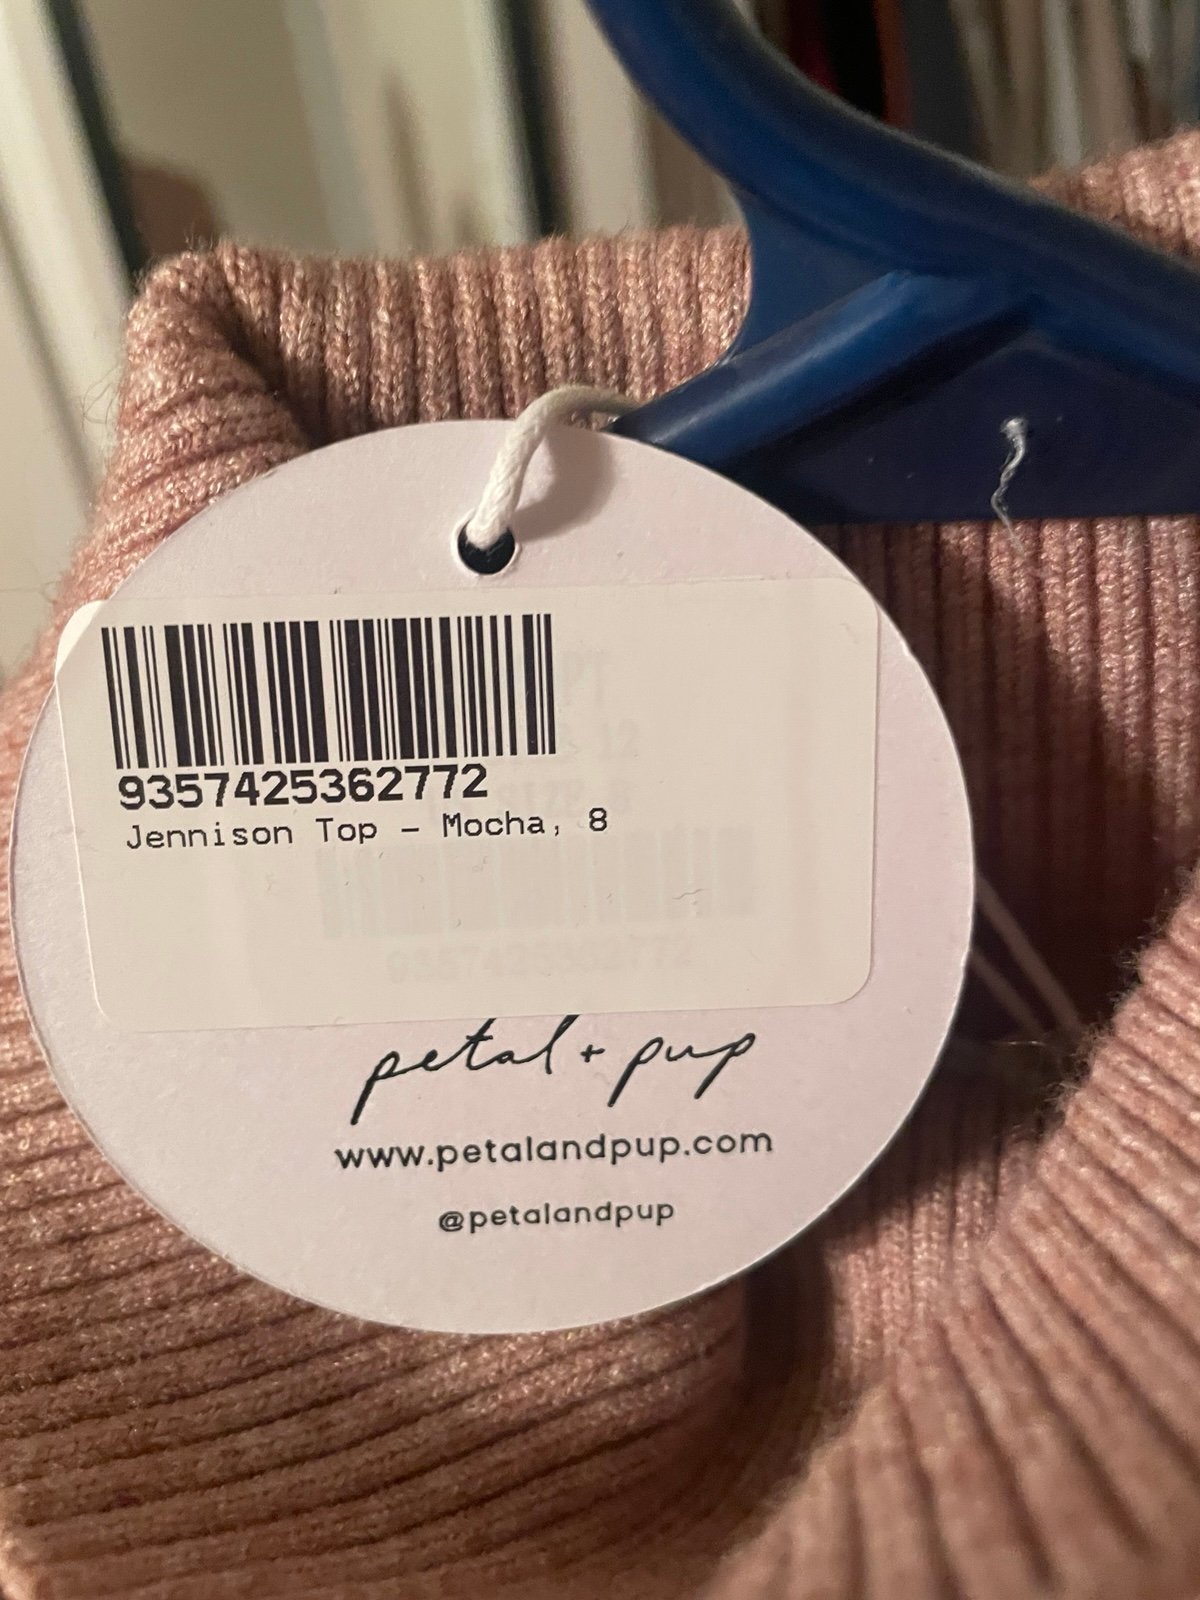 9357425362772
Jennison Top - Mocha, 8
petal + pup
www.petalandpup.com
@petalandpup